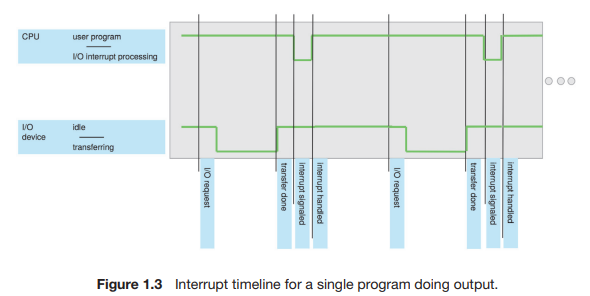 CPU
user program
I/O interrupt processing
I/O
device
idle
transferring
I/O request
transfer done
interrupt signaled
interrupt handled
I/O request
transfer done
interrupt signaled
interrupt handled
Figure 1.3 Interrupt timeline for a single program doing output.